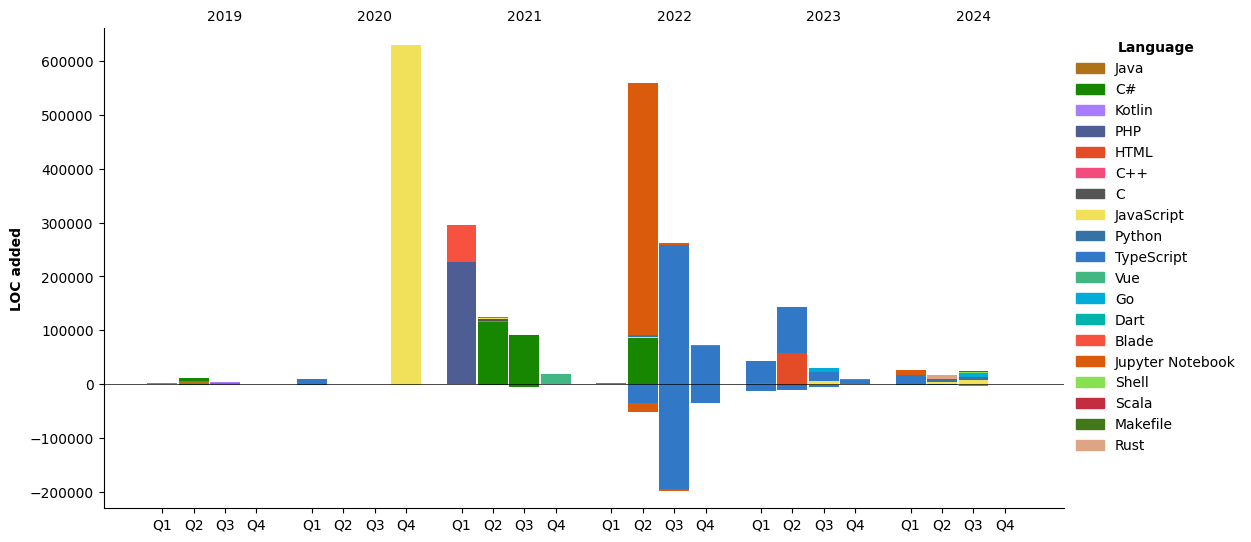 2019 2020 2021 2022 2023 2024
LOC added
600000
500000
400000
300000
200000
100000
0
−100000
−200000
Q1 Q2 Q3 Q4 Q1 Q2 Q3 Q4 Q1 Q2 Q3 Q4 Q1 Q2 Q3 Q4 Q1 Q2 Q3 Q4 Q1 Q2 Q3 Q4
Language
Java
C#
Kotlin
PHP
HTML
C++
C
JavaScript
Python
TypeScript
Vue
Go
Dart
Blade
Jupyter Notebook
Shell
Scala
Makefile
Rust